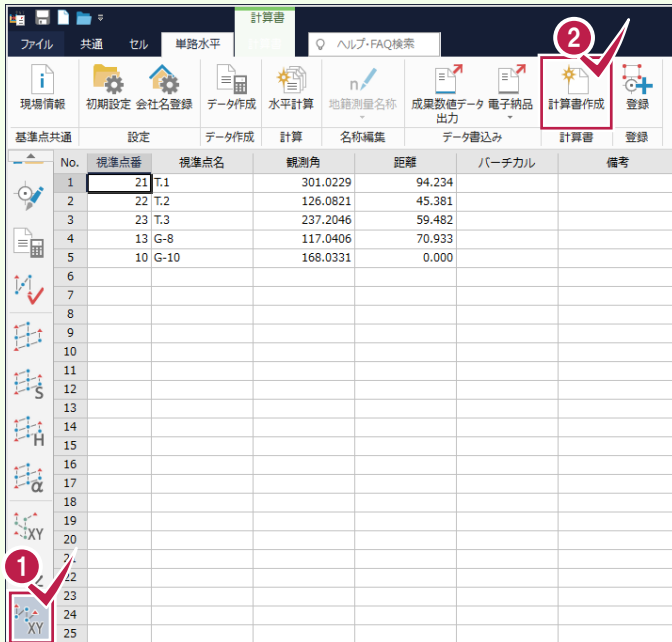 計算書
ファイル 共通 セル 単路水平 ヘルプ・FAQ検索
2
現場情報 初期設定 会社名登録 データ作成 水平計算 地籍測量名称 成果数値データ出力 電子納品 計算書作成 登録
基準点共通 設定 データ作成 計算 名称編集 データ書込み 計算書 登録
No. 視準点番 視準点名 観測角 距離 バーチカル 備考
1 21 T.1 301.0229 94.234
2 22 T.2 126.0821 45.381
3 23 T.3 237.2046 59.482
4 13 G-8 117.0406 70.933
5 10 G-10 168.0331 0.000
6
7
8
9
10
11
S 12
13
H 14
15
16
α 17
18
19
XY 20
21
1 22
23
24
XY 25